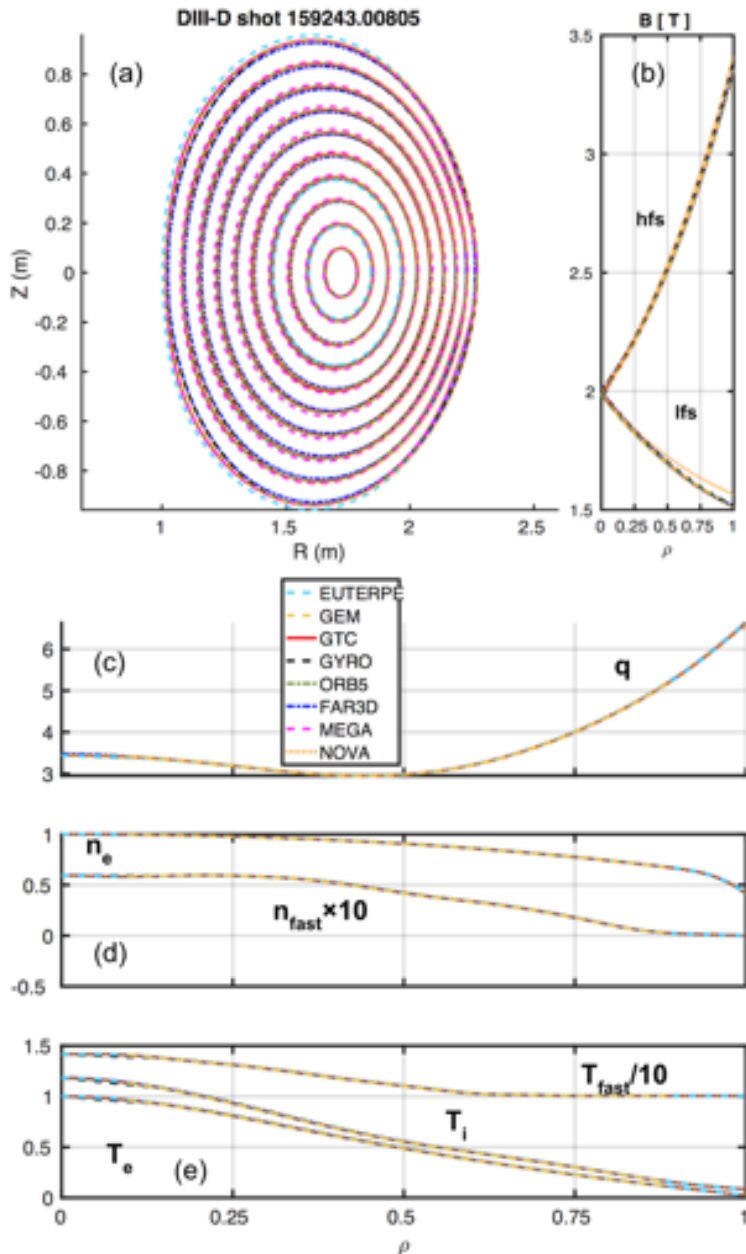 DIII-D shot 159243.00805
B [ T ]
(a)
(b)
0.8
0.6
0.4
0.2
0
-0.2
-0.4
-0.6
-0.8
Z (m)
1
1.5
2
2.5
R (m)
3.5
3
2.5
2
1.5
hfs
lfs
0
0.25
0.5
0.75
1
ρ
EUTERPE
GEM
GTC
GYRO
ORB5
FAR3D
MEGA
NOVA
(c)
q
6
5
4
3
1
0.5
0
-0.5
n_e
n_fast×10
(d)
1.5
1
0.5
0
T_fast/10
T_i
T_e
(e)
0
0.25
0.5
0.75
1
ρ